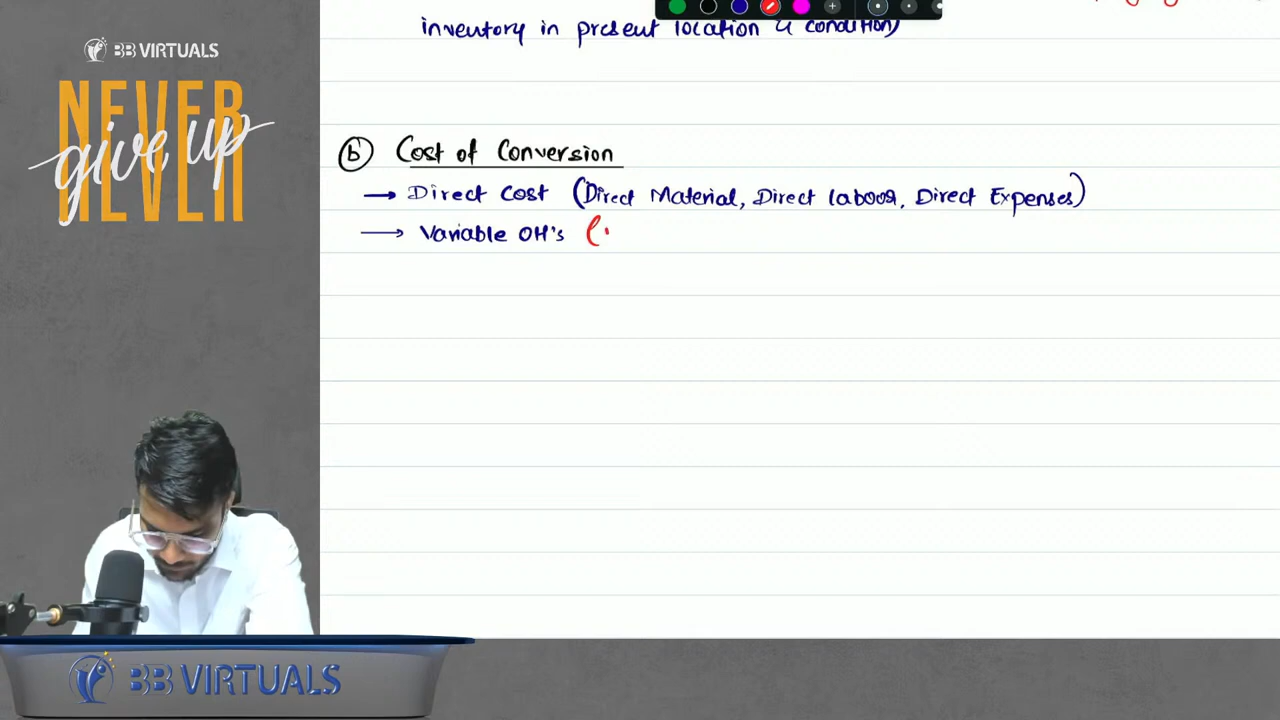 BB VIRTUALS
NEVER
give up
NEVER
inventory in present location & condition)
b Cost of Conversion
→ Direct Cost (Direct Material, Direct labour, Direct Expenses)
→ Variable OH's (
BB VIRTUALS